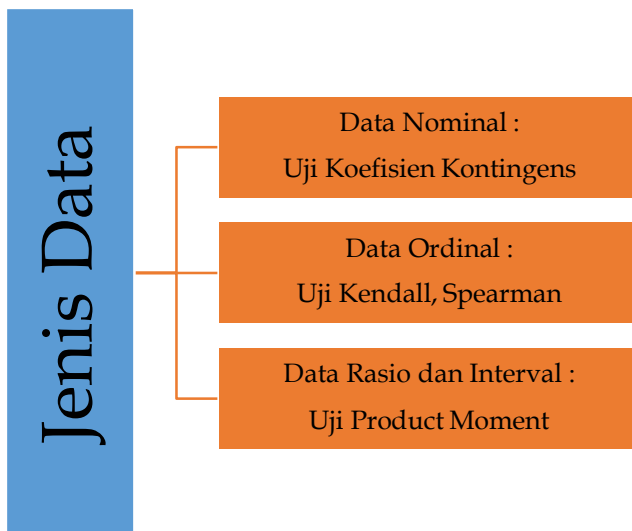 Jenis Data
Data Nominal :
Uji Koefisien Kontingens
Data Ordinal :
Uji Kendall, Spearman
Data Rasio dan Interval :
Uji Product Moment